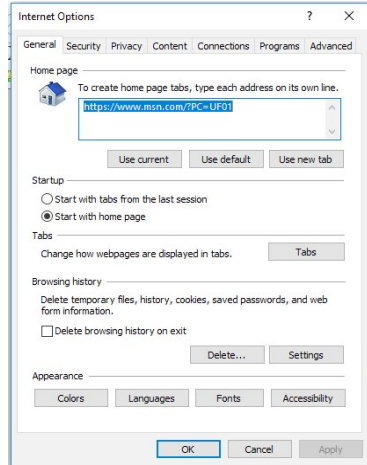 Internet Options
General Security Privacy Content Connections Programs Advanced
Home page
To create home page tabs, type each address on its own line.
https://www.msn.com/?PC=UF01
Use current Use default Use new tab
Startup
Start with tabs from the last session
Start with home page
Tabs
Change how webpages are displayed in tabs. Tabs
Browsing history
Delete temporary files, history, cookies, saved passwords, and web
form information.
Delete browsing history on exit
Delete... Settings
Appearance
Colors Languages Fonts Accessibility
OK Cancel Apply